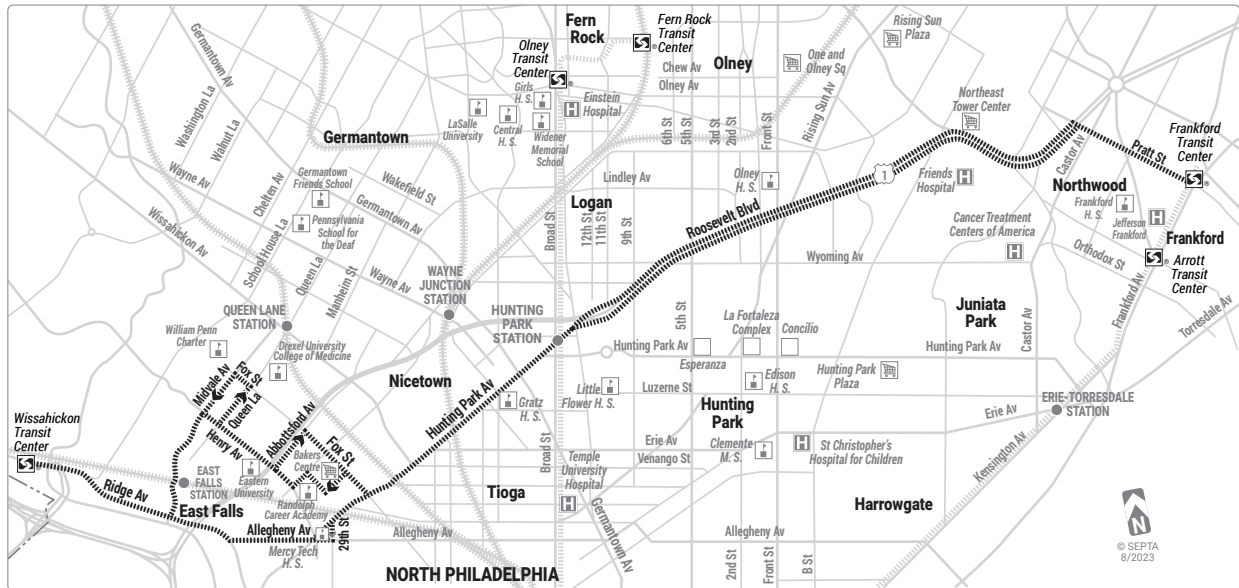 Fern
Rock
Fern Rock
Transit
Center
Olney
Transit
Center
Olney
Chew Av
Olney Av
One and
Olney Sq
Rising Sun
Plaza
Rising Sun Av
Northeast
Tower Center
Germantown Av
Washington La
Walnut La
Germantown
LaSalle
University
Central
H. S.
Girls
H. S.
Widener
Memorial
School
Einstein
Hospital
6th St
5th St
3rd St
2nd St
Front St
1
Castor Av
Pratt St
Frankford
Transit
Center
Wayne Av
Chelten Av
Germantown
Friends School
Wakefield St
Germantown Av
Lindley Av
Logan
Olney
H. S.
Roosevelt Blvd
Friends
Hospital
Northwood
Frankford
H. S.
Jefferson
Frankford
Frankford
Arrott
Transit
Center
Wissahickon Av
School House La
Pennsylvania
School for
the Deaf
Queen La
Manheim St
Wayne Av
Broad St
12th St
11th St
9th St
Wyoming Av
Cancer Treatment
Centers of America
Orthodox St
Frankford Av
Torresdale Av
WAYNE
JUNCTION
STATION
QUEEN LANE
STATION
HUNTING
PARK
STATION
5th St
La Fortaleza
Complex
Concilio
Juniata
Park
Castor Av
William Penn
Charter
Drexel University
College of Medicine
Hunting Park Av
Esperanza
Hunting Park Av
Nicetown
Midvale Av
Fox St
Queen La
Hunting Park Av
Gratz
H. S.
Little
Flower H. S.
Luzerne St
Edison
H. S.
Hunting Park
Plaza
Hunting
Park
Erie Av
ERIE-TORRESDALE
STATION
Wissahickon
Transit
Center
Henry Av
Abbottsford Av
Fox St
Bakers
Centre
Broad St
Erie Av
Venango St
Clemente
M. S.
St Christopher's
Hospital for Children
Kensington Av
Ridge Av
EAST
FALLS
STATION
Eastern
University
East Falls
Randolph
Career Academy
Tioga
Temple
University
Hospital
Harrowgate
Allegheny Av
29th St
Mercy Tech
H. S.
Allegheny Av
Germantown Av
Allegheny Av
2nd St
Front St
B St
NORTH PHILADELPHIA
N
© SEPTA
8/2023